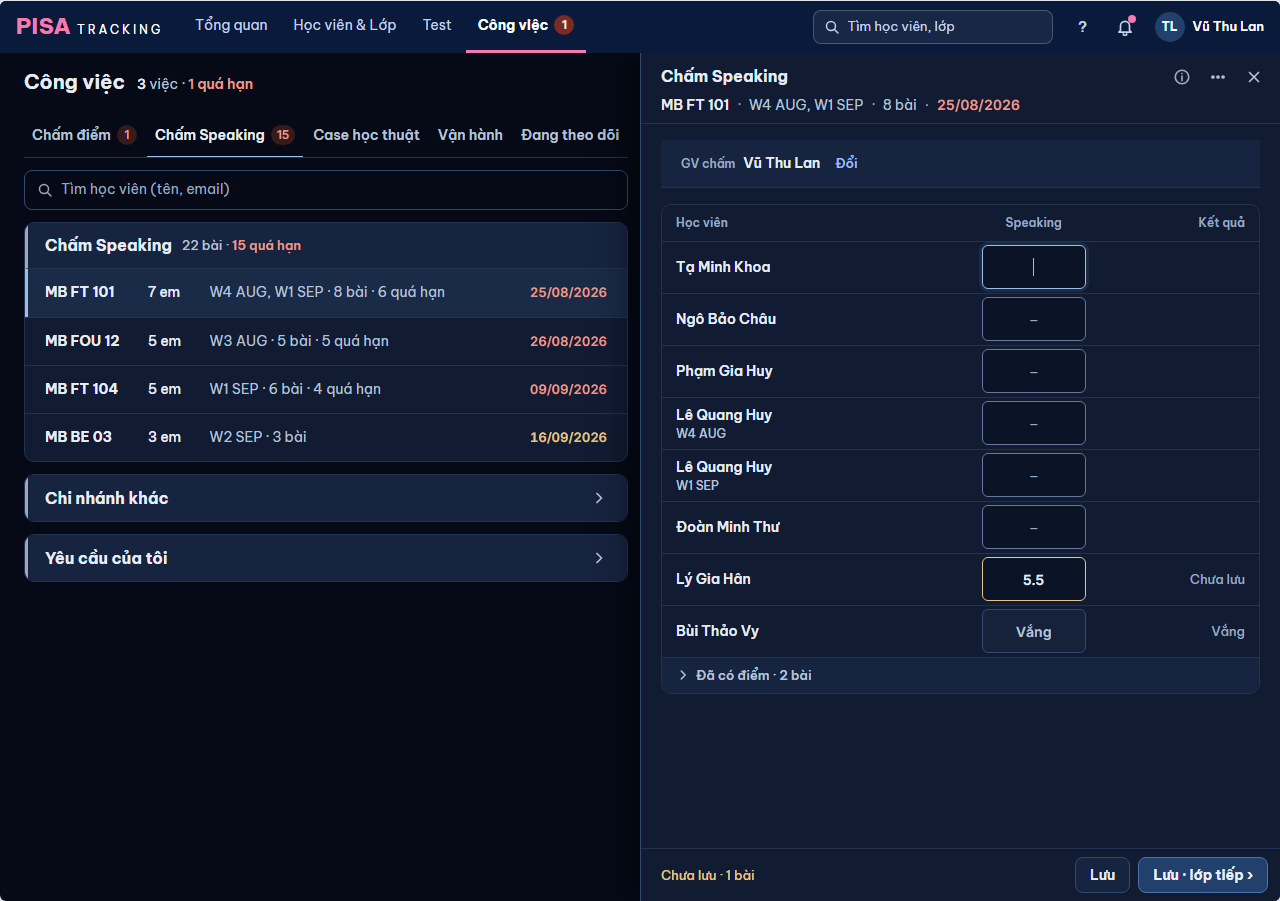 PISA TRACKING Tổng quan Học viên & Lớp Test Công việc 1 Tìm học viên, lớp ? TL Vũ Thu Lan
Công việc 3 việc · 1 quá hạn
Chấm điểm 1 Chấm Speaking 15 Case học thuật Vận hành Đang theo dõi
Tìm học viên (tên, email)
Chấm Speaking 22 bài · 15 quá hạn
MB FT 101 7 em W4 AUG, W1 SEP · 8 bài · 6 quá hạn 25/08/2026
MB FOU 12 5 em W3 AUG · 5 bài · 5 quá hạn 26/08/2026
MB FT 104 5 em W1 SEP · 6 bài · 4 quá hạn 09/09/2026
MB BE 03 3 em W2 SEP · 3 bài 16/09/2026
Chi nhánh khác
Yêu cầu của tôi
Chấm Speaking
MB FT 101 · W4 AUG, W1 SEP · 8 bài · 25/08/2026
GV chấm Vũ Thu Lan Đổi
Học viên Speaking Kết quả
Tạ Minh Khoa
Ngô Bảo Châu –
Phạm Gia Huy –
Lê Quang Huy –
W4 AUG
Lê Quang Huy –
W1 SEP
Đoàn Minh Thư –
Lý Gia Hân 5.5 Chưa lưu
Bùi Thảo Vy Vắng Vắng
Đã có điểm · 2 bài
Chưa lưu · 1 bài Lưu Lưu · lớp tiếp ›